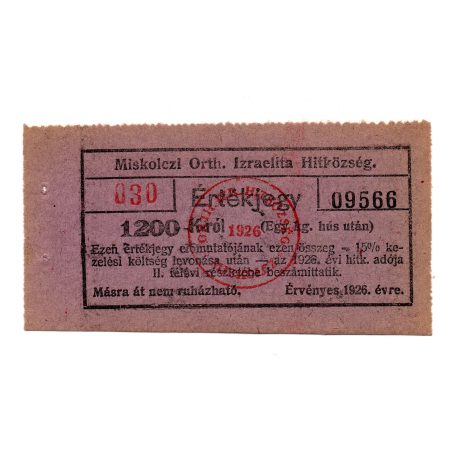 Miskolczi Orth. Izraelita Hitközség.
030 Értékjegy 09566
1200 Kéról 1926 (Egy kg. hús után)
Ezen értékjegy előmutatójának ezen összeg — 15% ke-
zelési költség levonása után — az 1926. évi hitk. adója
II. félévi részletébe beszámíttatik.
Másra át nem ruházható. Érvényes 1926. évre.